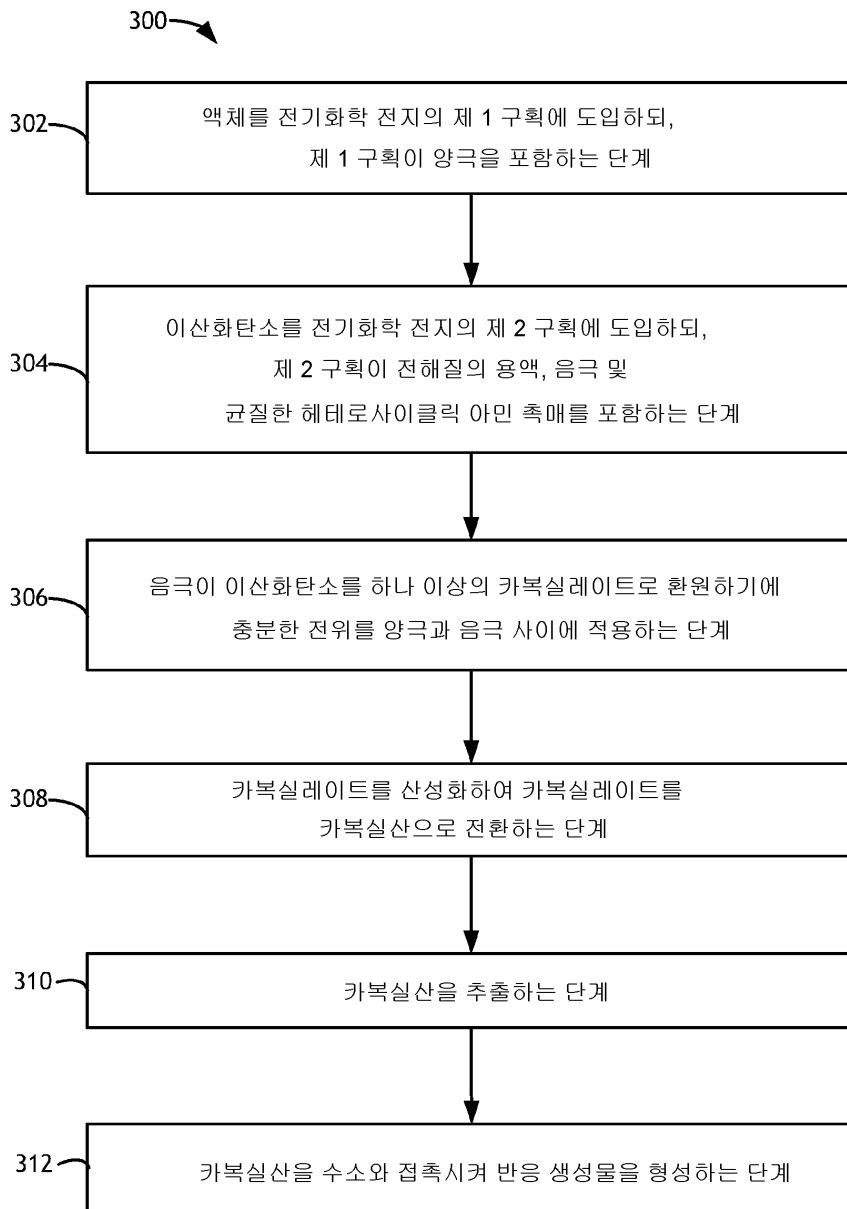 300
302
액체를 전기화학 전지의 제 1 구획에 도입하되,
제 1 구획이 양극을 포함하는 단계
304
이산화탄소를 전기화학 전지의 제 2 구획에 도입하되,
제 2 구획이 전해질의 용액, 음극 및
균질한 헤테로사이클릭 아민 촉매를 포함하는 단계
306
음극이 이산화탄소를 하나 이상의 카복실레이트로 환원하기에
충분한 전위를 양극과 음극 사이에 적용하는 단계
308
카복실레이트를 산성화하여 카복실레이트를
카복실산으로 전환하는 단계
310
카복실산을 추출하는 단계
312
카복실산을 수소와 접촉시켜 반응 생성물을 형성하는 단계